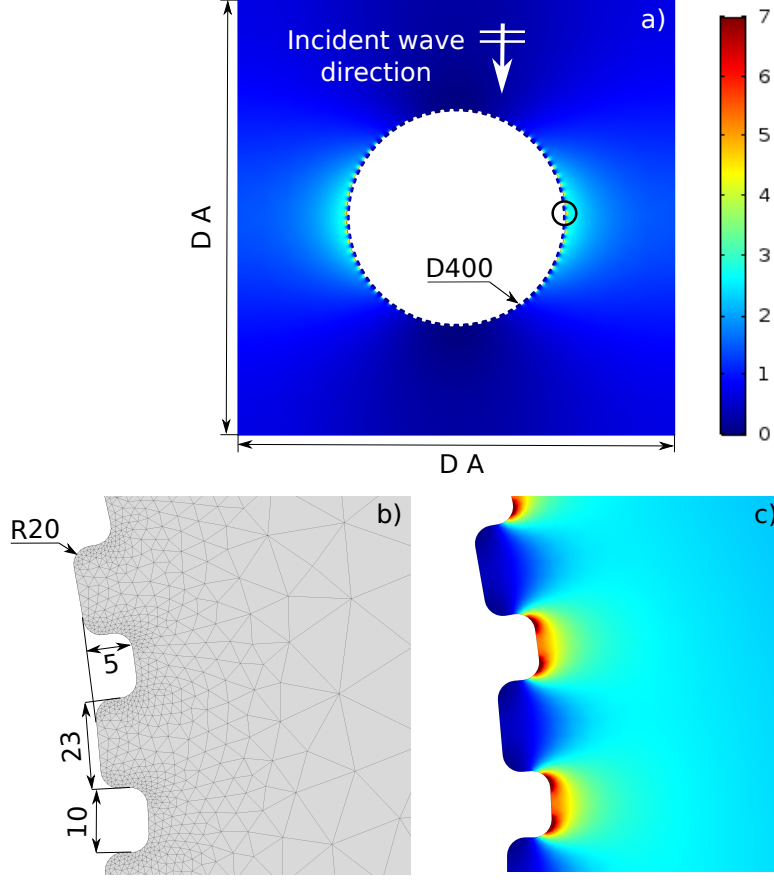 a)
Incident wave
direction
D A
D400
D A
7
6
5
4
3
2
1
0
b)
R20
5
23
10
c)